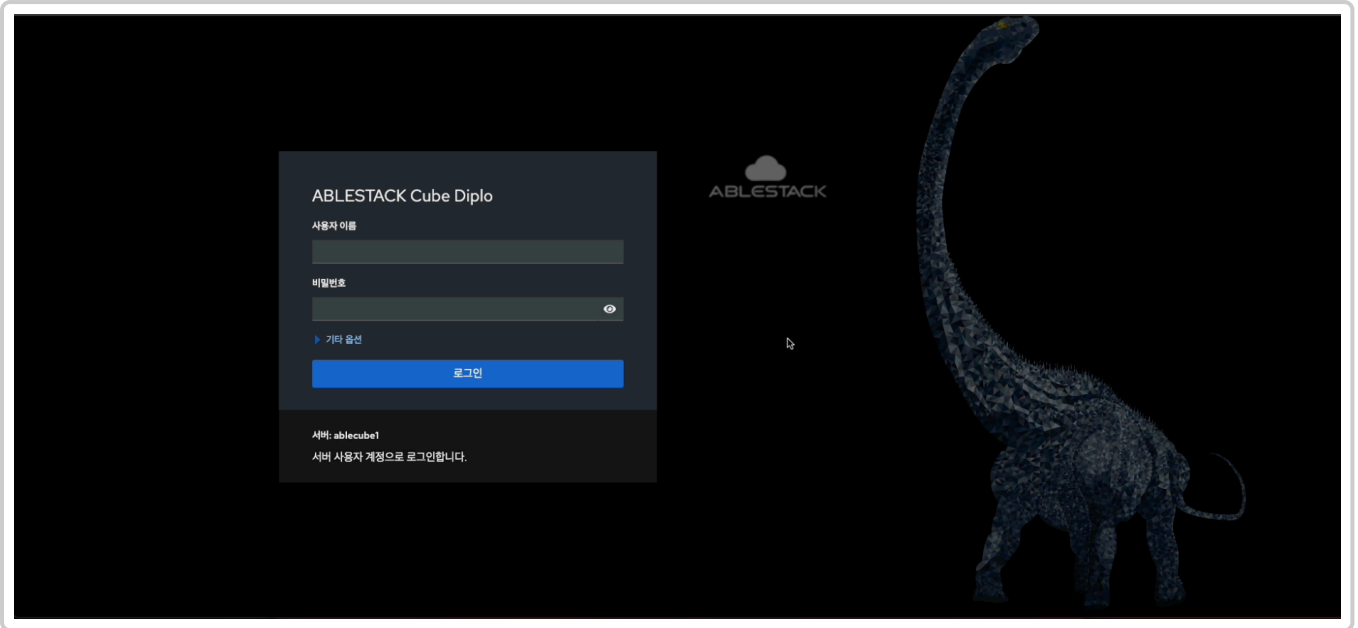 ABLESTACK Cube Diplo
사용자 이름
비밀번호
기타 옵션
로그인
서버: ablecube1
서버 사용자 계정으로 로그인합니다.
ABLESTACK